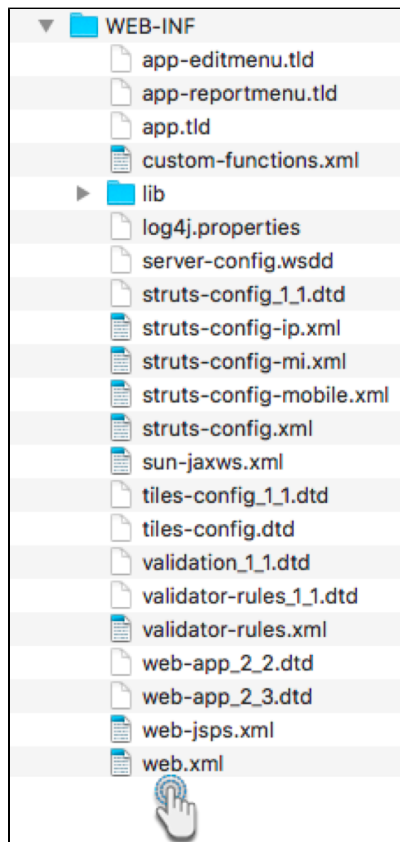 WEB-INF
app-editmenu.tld
app-reportmenu.tld
app.tld
custom-functions.xml
lib
log4j.properties
server-config.wsdd
struts-config_1_1.dtd
struts-config-ip.xml
struts-config-mi.xml
struts-config-mobile.xml
struts-config.xml
sun-jaxws.xml
tiles-config_1_1.dtd
tiles-config.dtd
validation_1_1.dtd
validator-rules_1_1.dtd
validator-rules.xml
web-app_2_2.dtd
web-app_2_3.dtd
web-jsps.xml
web.xml